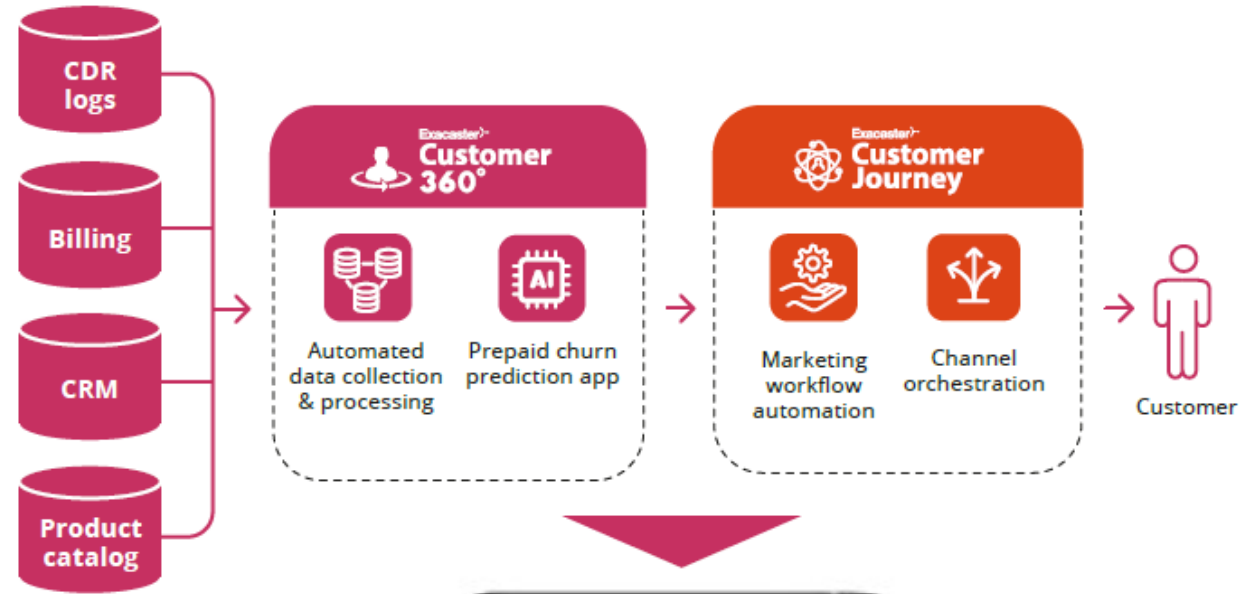 CDR
logs
Billing
CRM
Product
catalog
Exacaster
Customer
360°
AI
Automated
data collection
& processing
Prepaid churn
prediction app
Exacaster
Customer
Journey
Marketing
workflow
automation
Channel
orchestration
Customer